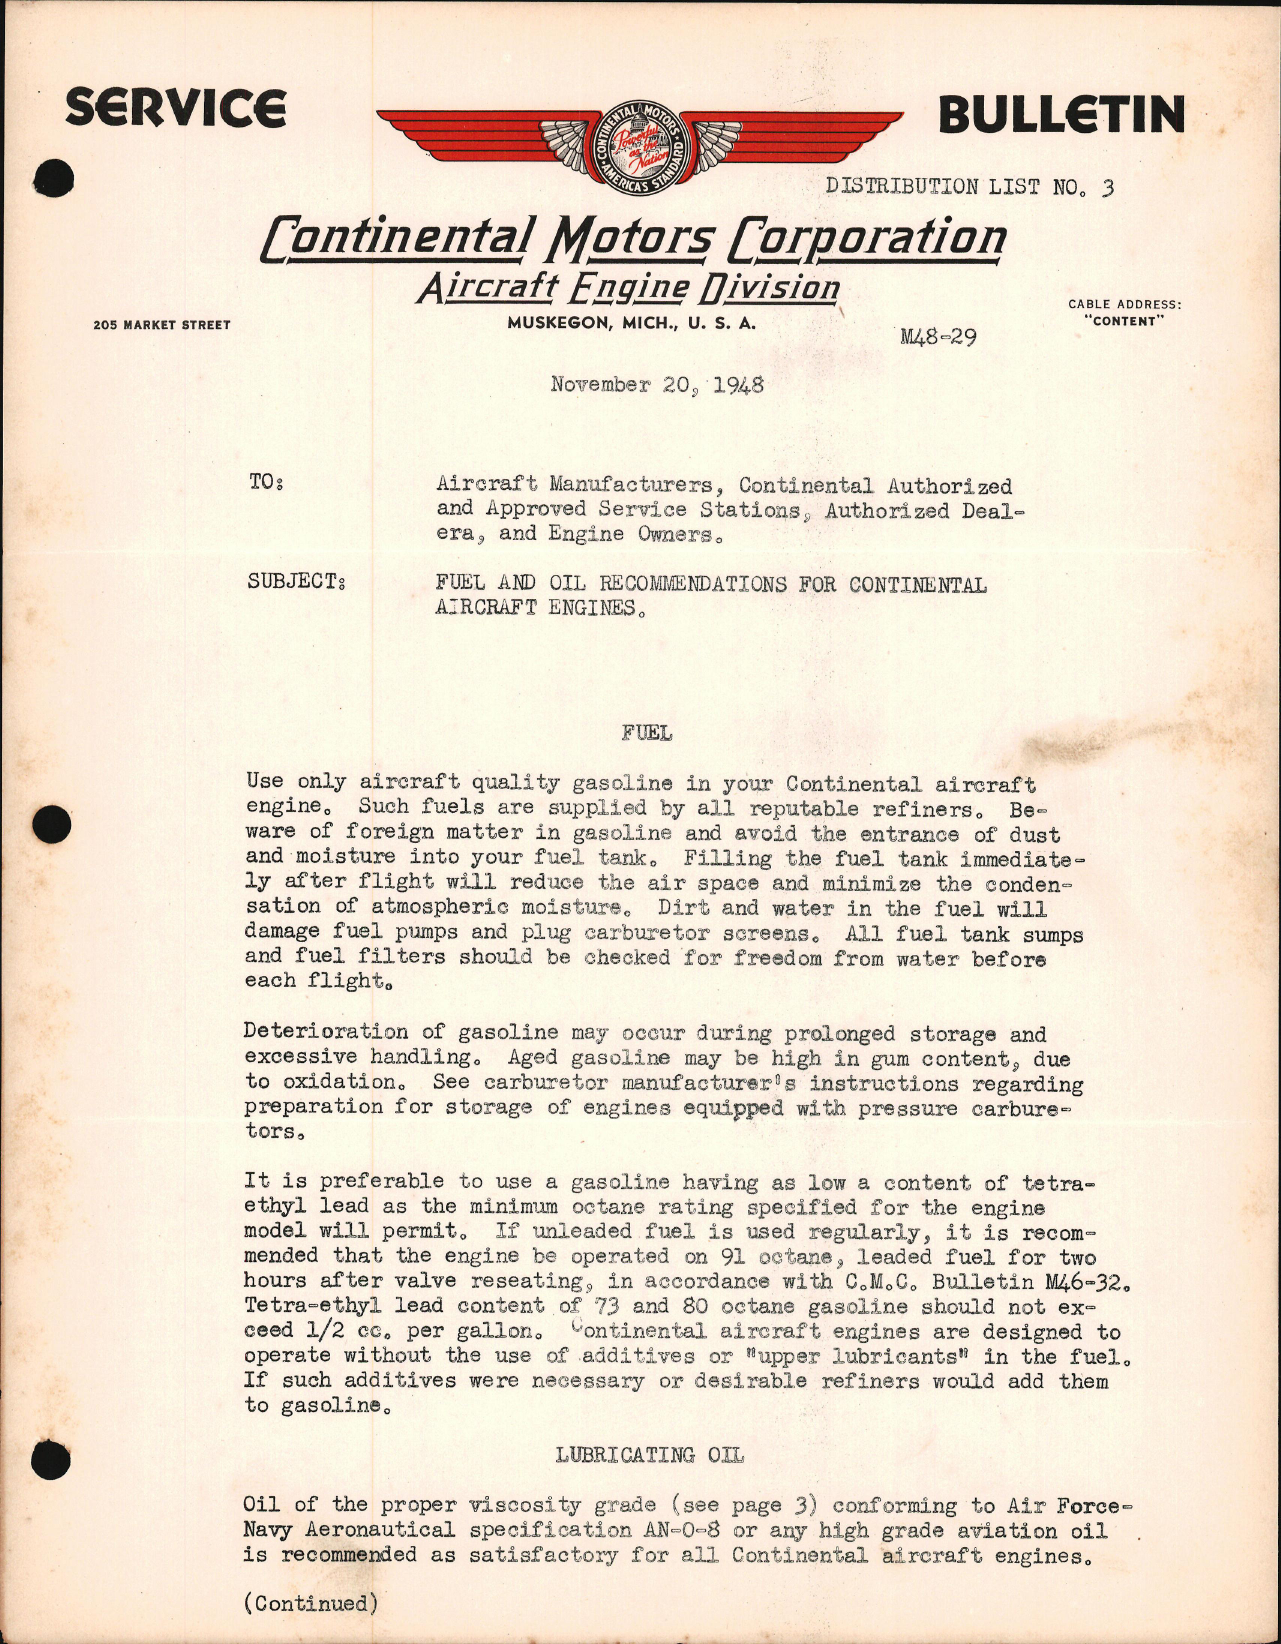 SERVICE
BULLETIN
CONTINENTAL MOTORS
Powerful
as the
Nation
AMERICA'S STANDARD
DISTRIBUTION LIST NO. 3
Continental Motors Corporation
Aircraft Engine Division
205 MARKET STREET
MUSKEGON, MICH., U. S. A.
CABLE ADDRESS:
"CONTENT"
M48-29
November 20, 1948
TO: Aircraft Manufacturers, Continental Authorized
and Approved Service Stations, Authorized Deal-
era, and Engine Owners.
SUBJECT: FUEL AND OIL RECOMMENDATIONS FOR CONTINENTAL
AIRCRAFT ENGINES.
FUEL
Use only aircraft quality gasoline in your Continental aircraft
engine. Such fuels are supplied by all reputable refiners. Be-
ware of foreign matter in gasoline and avoid the entrance of dust
and moisture into your fuel tank. Filling the fuel tank immediate-
ly after flight will reduce the air space and minimize the conden-
sation of atmospheric moisture. Dirt and water in the fuel will
damage fuel pumps and plug carburetor screens. All fuel tank sumps
and fuel filters should be checked for freedom from water before
each flight.
Deterioration of gasoline may occur during prolonged storage and
excessive handling. Aged gasoline may be high in gum content, due
to oxidation. See carburetor manufacturer's instructions regarding
preparation for storage of engines equipped with pressure carbure-
tors.
It is preferable to use a gasoline having as low a content of tetra-
ethyl lead as the minimum octane rating specified for the engine
model will permit. If unleaded fuel is used regularly, it is recom-
mended that the engine be operated on 91 octane, leaded fuel for two
hours after valve reseating, in accordance with C.M.C. Bulletin M46-32.
Tetra-ethyl lead content of 73 and 80 octane gasoline should not ex-
ceed 1/2 cc. per gallon. Continental aircraft engines are designed to
operate without the use of additives or "upper lubricants" in the fuel.
If such additives were necessary or desirable refiners would add them
to gasoline.
LUBRICATING OIL
Oil of the proper viscosity grade (see page 3) conforming to Air Force-
Navy Aeronautical specification AN-O-8 or any high grade aviation oil
is recommended as satisfactory for all Continental aircraft engines.
(Continued)